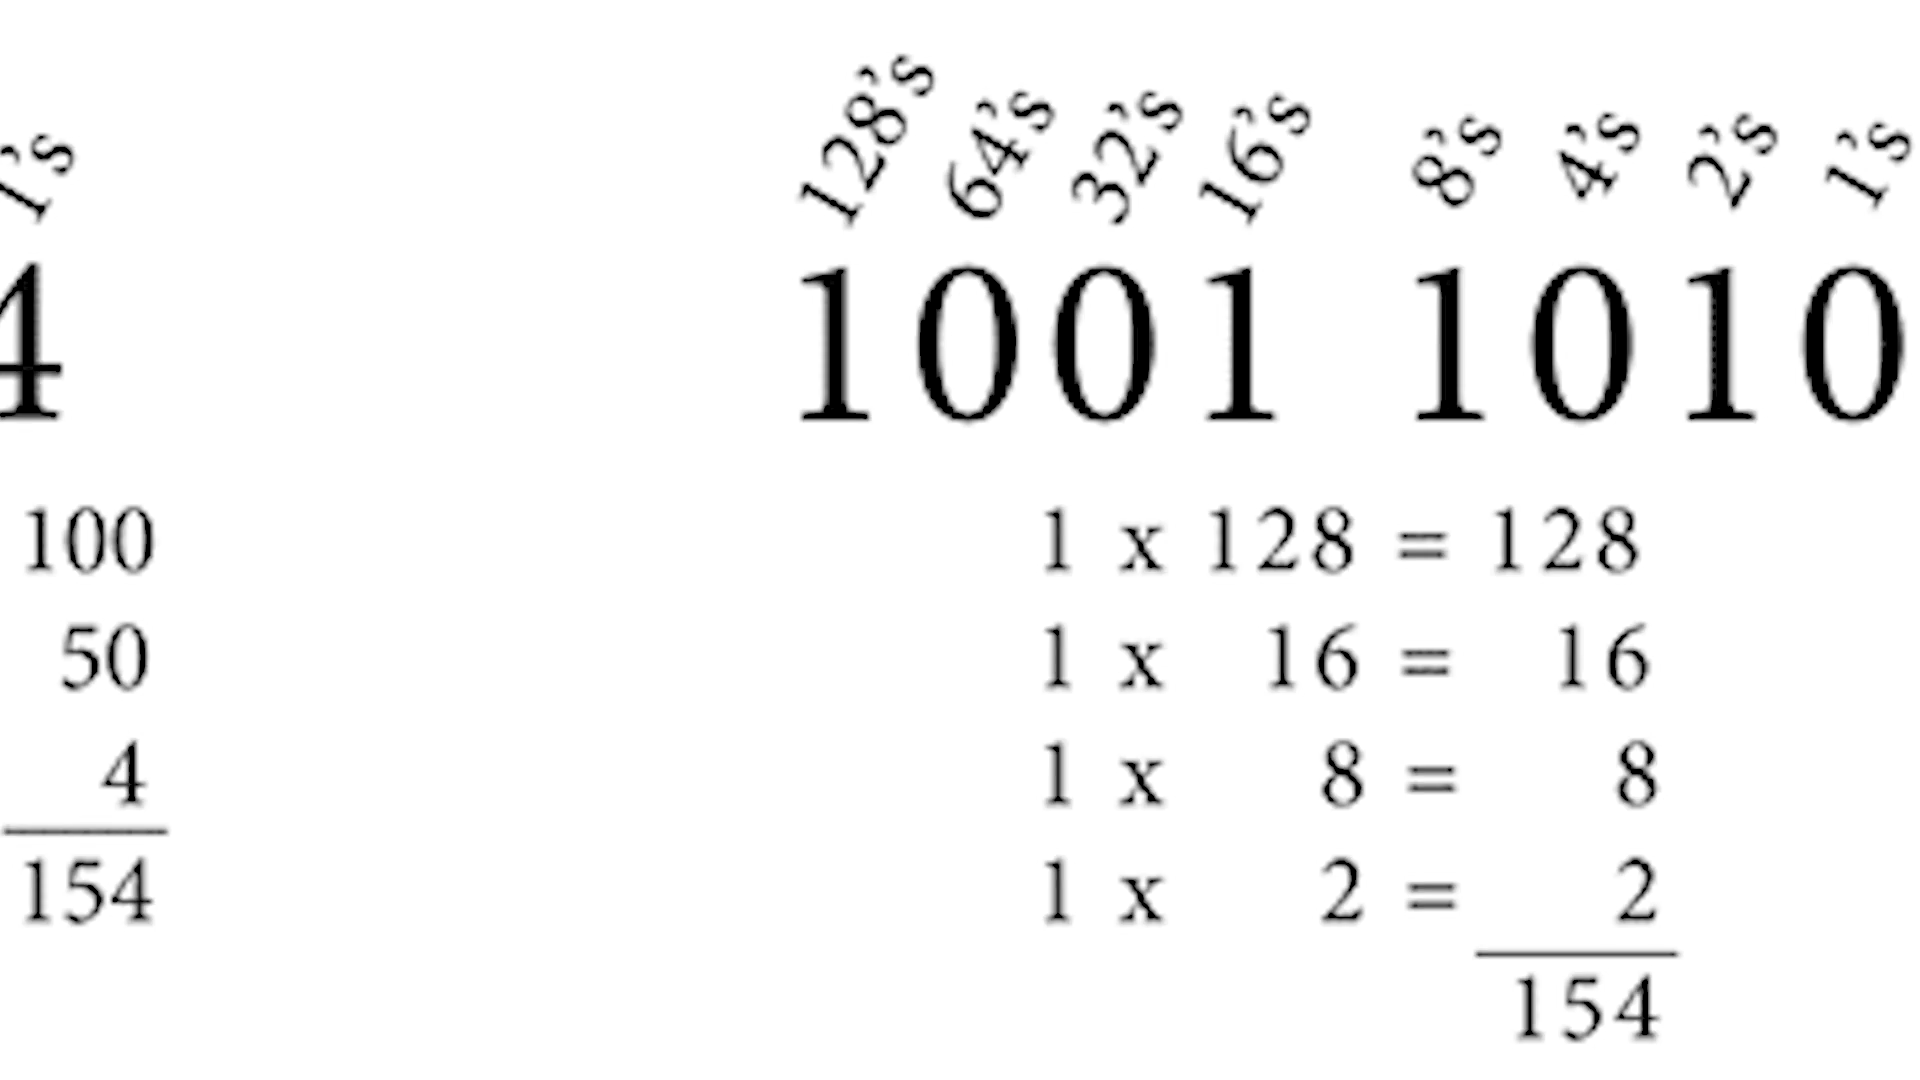 1's
4
100
50
4
154
128's 64's 32's 16's 8's 4's 2's 1's
1001 1010
1 x 128 = 128
1 x 16 = 16
1 x 8 = 8
1 x 2 = 2
154